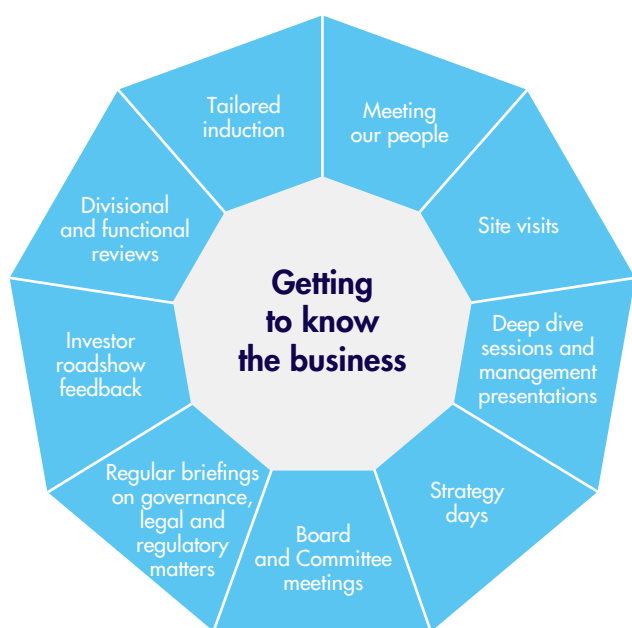 Tailored
induction
Meeting
our people
Site visits
Deep dive
sessions and
management
presentations
Strategy
days
Board
and Committee
meetings
Regular briefings
on governance,
legal and
regulatory
matters
Investor
roadshow
feedback
Divisional
and functional
reviews
Getting
to know
the business